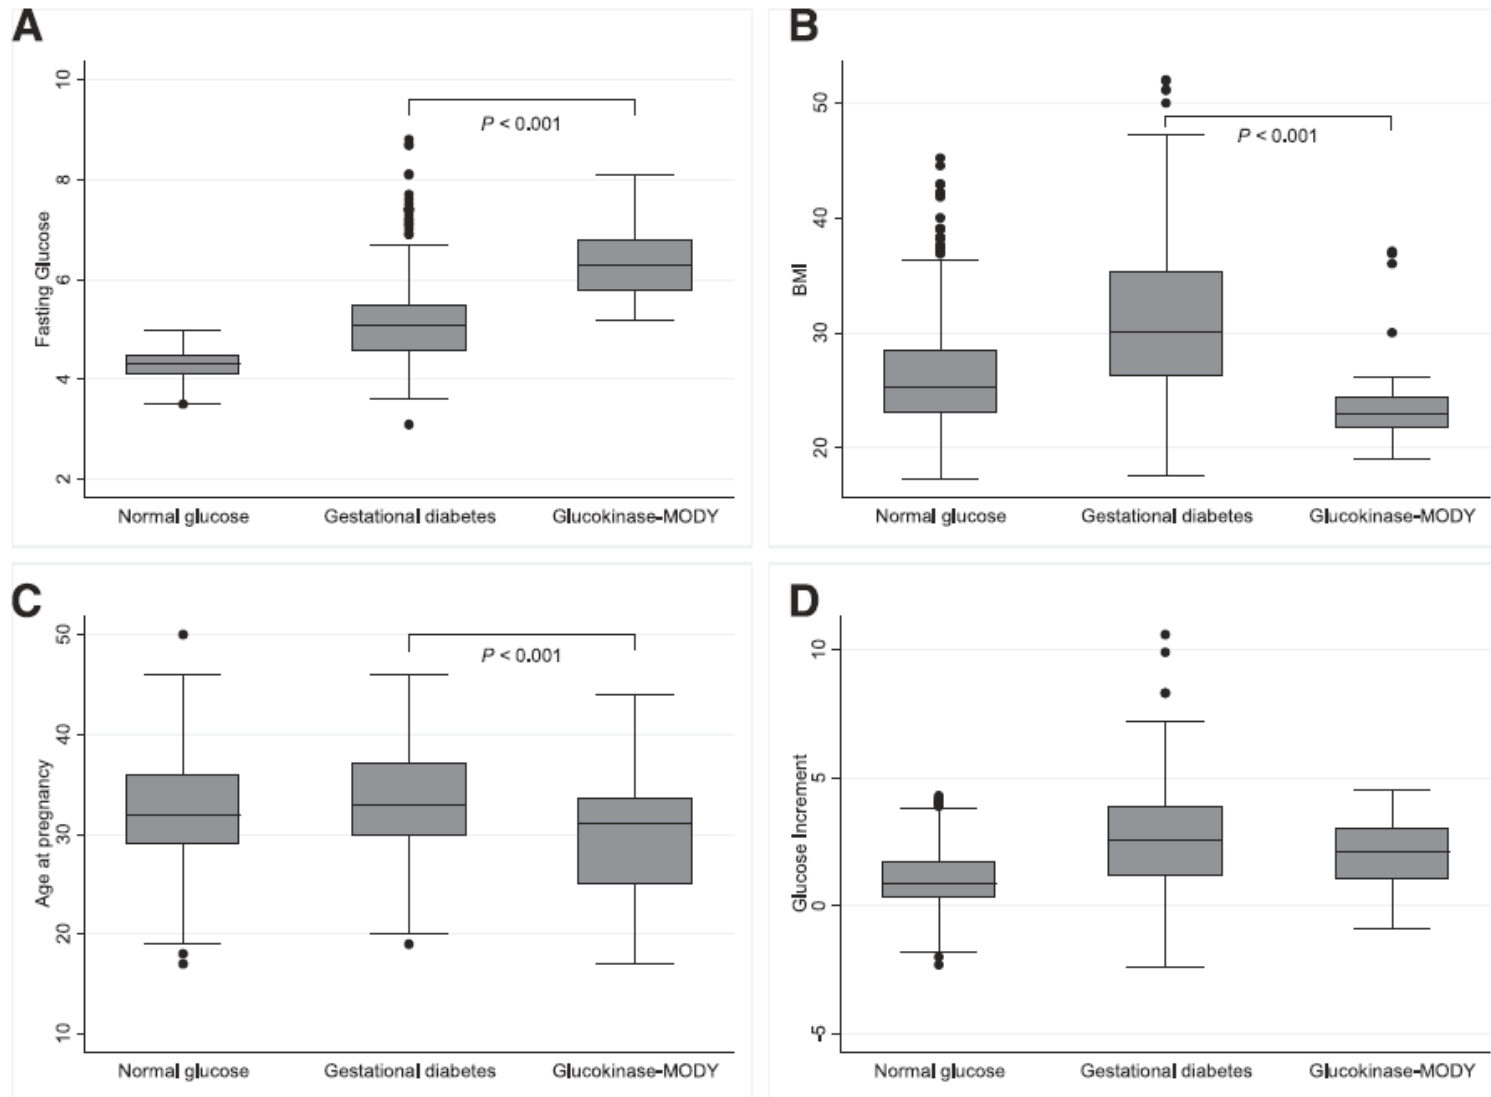 A
Fasting Glucose
10
8
6
4
2
P < 0.001
Normal glucose Gestational diabetes Glucokinase-MODY
B
BMI
50
40
30
20
P < 0.001
Normal glucose Gestational diabetes Glucokinase-MODY
C
Age at pregnancy
50
40
30
20
10
P < 0.001
Normal glucose Gestational diabetes Glucokinase-MODY
D
Glucose Increment
10
5
0
-5
Normal glucose Gestational diabetes Glucokinase-MODY